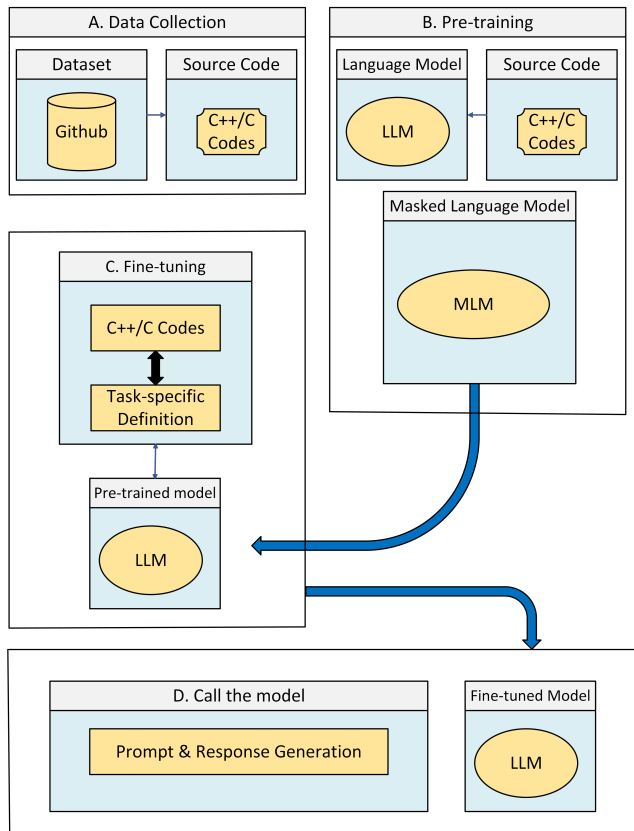 A. Data Collection
Dataset
Github
Source Code
C++/C
Codes
B. Pre-training
Language Model
LLM
Source Code
C++/C
Codes
Masked Language Model
MLM
C. Fine-tuning
C++/C Codes
Task-specific
Definition
Pre-trained model
LLM
D. Call the model
Prompt & Response Generation
Fine-tuned Model
LLM